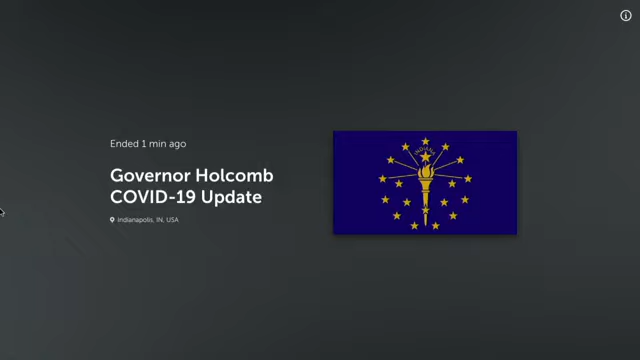 Ended 1 min ago
INDIANA
Governor Holcomb
COVID-19 Update
Indianapolis, IN, USA